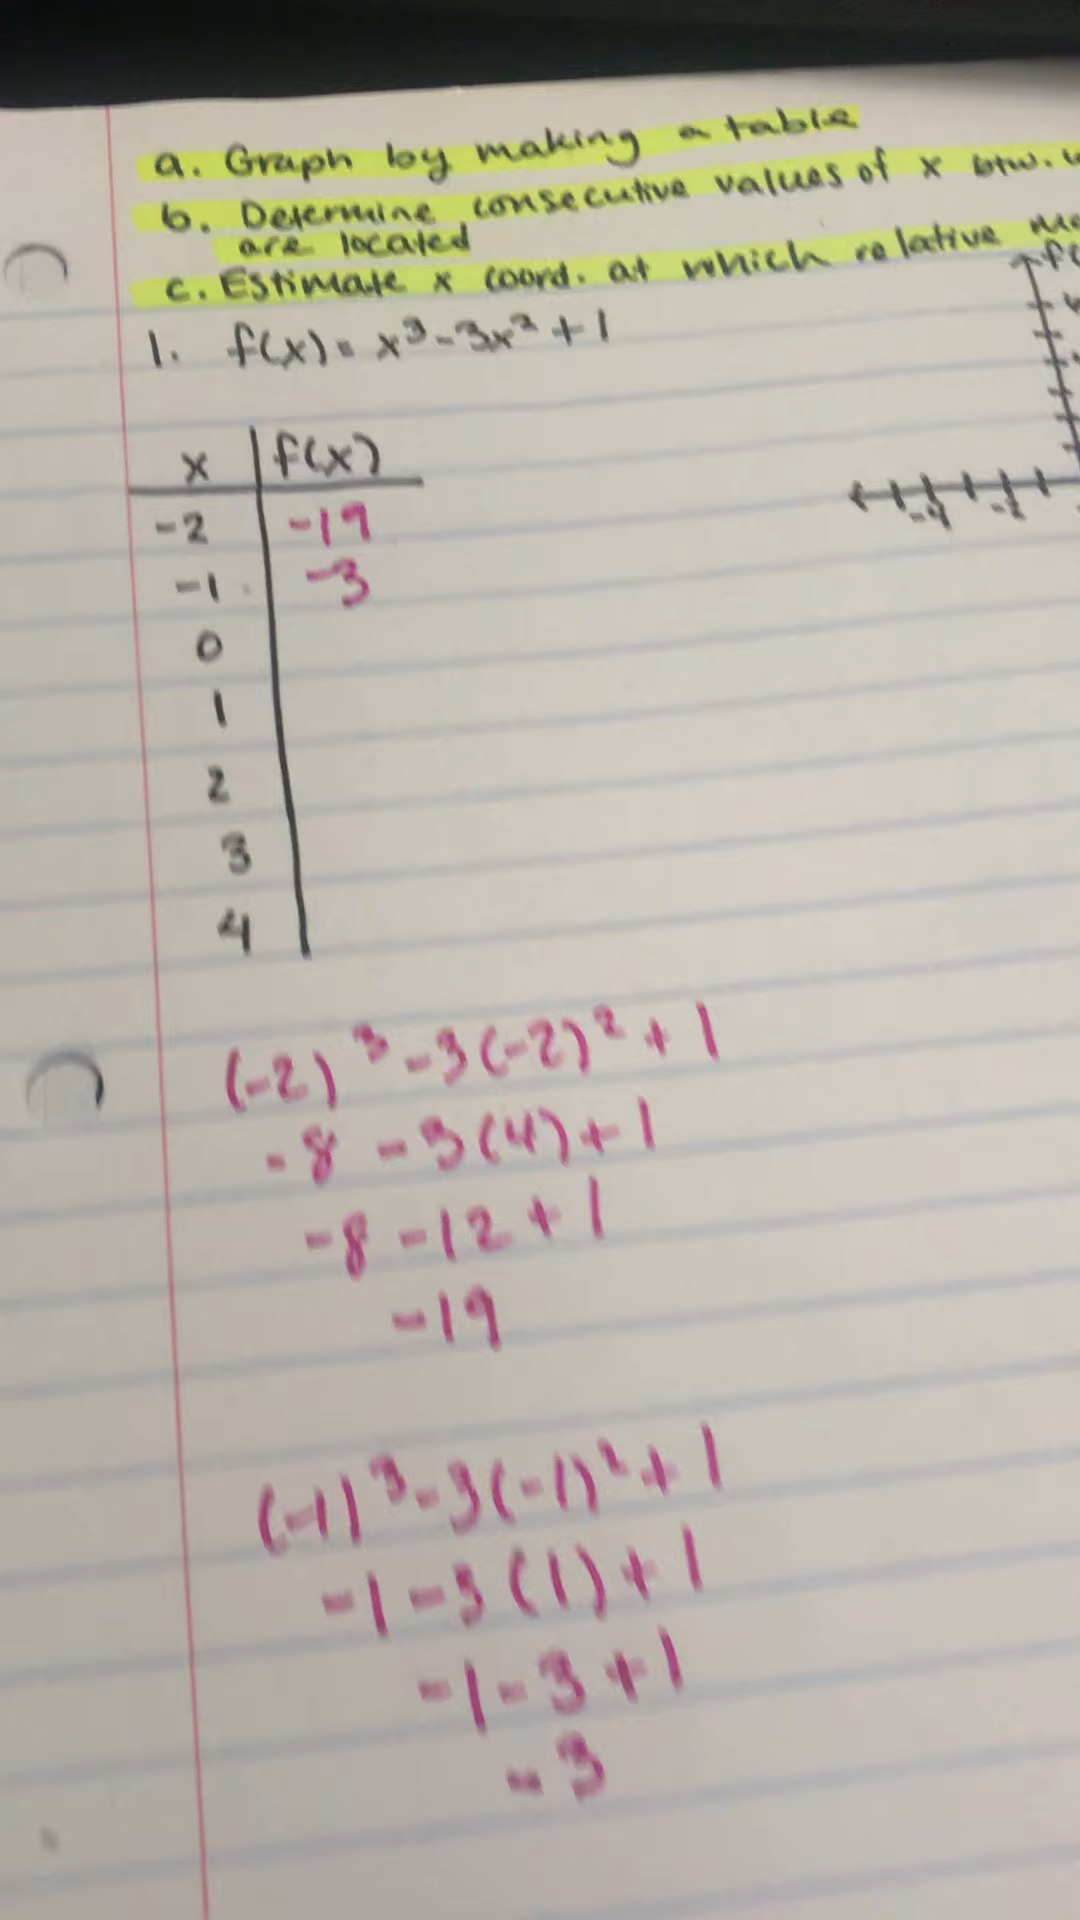 a. Graph by making a table
b. Determine consecutive values of x btw.
are located
c. Estimate x coord. at which relative
f(
1. f(x) = x³-3x²+1
x f(x)
-2 -19
-1 -3
0
1
2
3
4
-4 -2
(-2)³-3(-2)²+1
-8 -3(4)+1
-8 -12+1
-19
(-1)³-3(-1)²+1
-1-3(1)+1
-1-3+1
-3